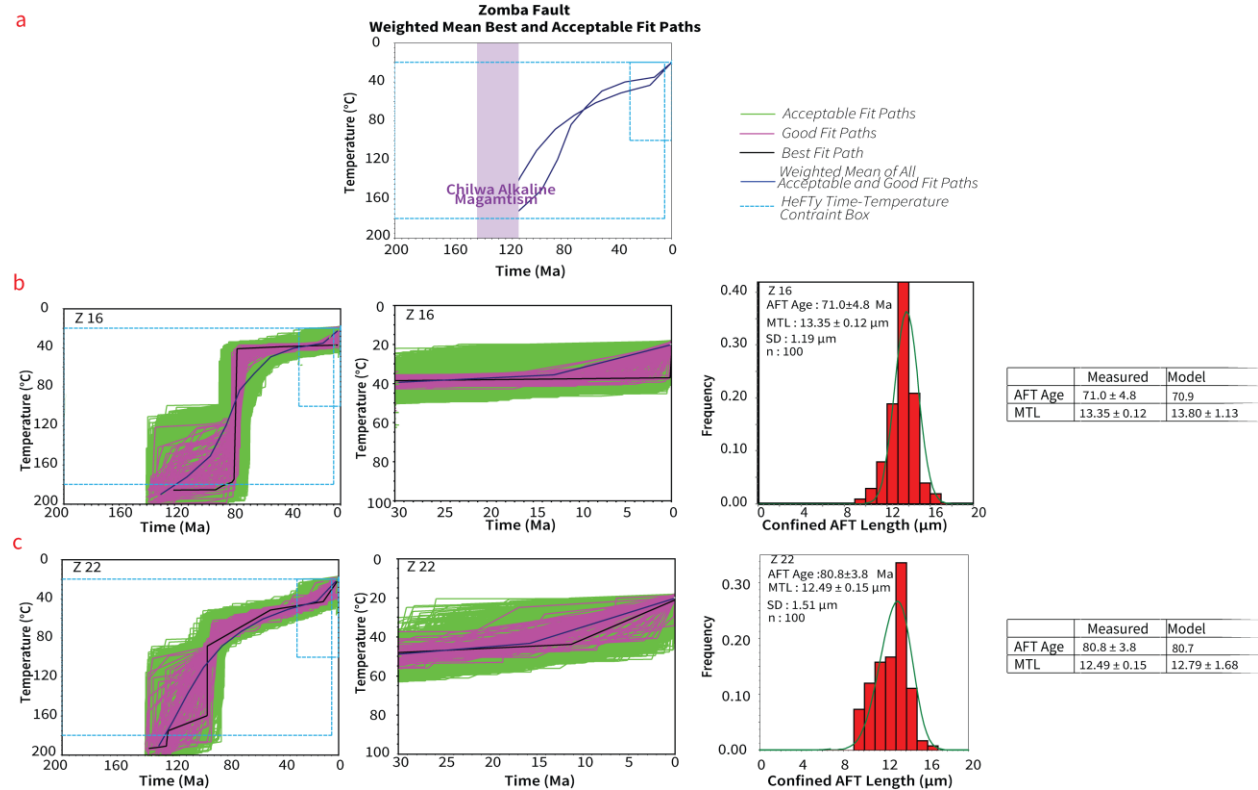 a
Zomba Fault
Weighted Mean Best and Acceptable Fit Paths
0
40
80
120
160
200
Temperature (°C)
Chilwa Alkaline
Magamtism
200
160
120
80
40
0
Time (Ma)
Acceptable Fit Paths
Good Fit Paths
Best Fit Path
Weighted Mean of All
Acceptable and Good Fit Paths
HeFTy Time-Temperature
Contraint Box
b
Z 16
0
40
80
120
160
200
Temperature (°C)
200
160
120
80
40
0
Time (Ma)
Z 16
0
20
40
60
80
100
Temperature (°C)
30
25
20
15
10
5
0
Time (Ma)
Z 16
AFT Age : 71.0±4.8 Ma
MTL : 13.35 ± 0.12 µm
SD : 1.19 µm
n : 100
0.40
0.30
0.20
0.10
0.00
Frequency
0
4
8
12
16
20
Confined AFT Length (µm)
Measured Model
AFT Age 71.0 ± 4.8 70.9
MTL 13.35 ± 0.12 13.80 ± 1.13
c
Z 22
0
40
80
120
160
200
Temperature (°C)
200
160
120
80
40
0
Time (Ma)
Z 22
0
20
40
60
80
100
Temperature (°C)
30
25
20
15
10
5
0
Time (Ma)
Z 22
AFT Age :80.8±3.8 Ma
MTL : 12.49 ± 0.15 µm
SD : 1.51 µm
n : 100
0.30
0.20
0.10
0.00
Frequency
0
4
8
12
16
20
Confined AFT Length (µm)
Measured Model
AFT Age 80.8 ± 3.8 80.7
MTL 12.49 ± 0.15 12.79 ± 1.68